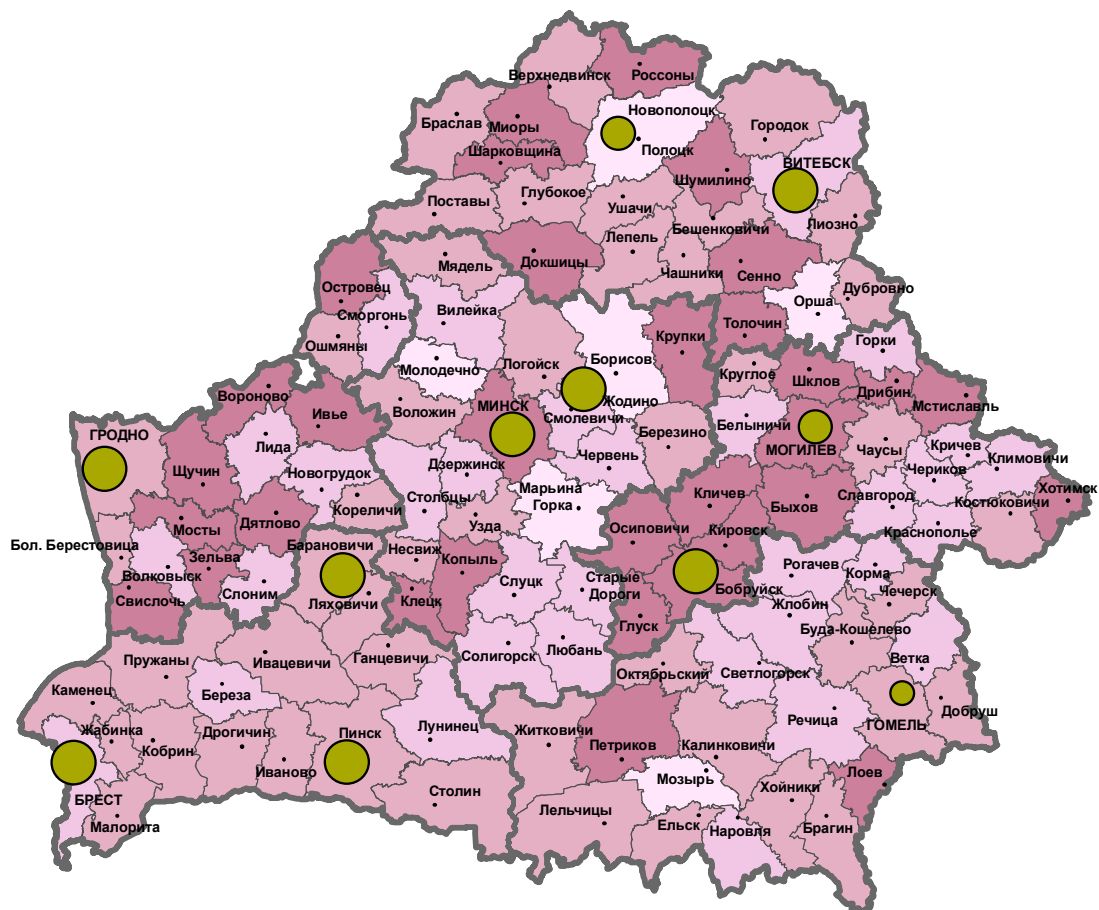 Верхнедвинск
Россоны
Браслав
Миоры
Новополоцк
Городок
Шарковщина
Полоцк
ВИТЕБСК
Шумилино
Глубокое
Ушачи
Поставы
Бешенковичи
Лиозно
Лепель
Мядель
Докшицы
Чашники
Сенно
Островец
Дубровно
Сморгонь
Вилейка
Орша
Толочин
Ошмяны
Крупки
Горки
Молодечно
Логойск
Борисов
Круглое
Шклов
Дрибин
Вороново
Ивье
Воложин
МИНСК
Жодино
Мстиславль
Смолевичи
Белыничи
ГРОДНО
Лида
Березино
МОГИЛЕВ
Чаусы
Кричев
Климовичи
Щучин
Новогрудок
Дзержинск
Червень
Чериков
Столбцы
Марьина
Горка
Кличев
Быхов
Славгород
Костюковичи
Хотимск
Кореличи
Узда
Мосты
Дятлово
Осиповичи
Кировск
Краснополье
Бол. Берестовица
Барановичи
Несвиж
Копыль
Зельва
Волковыск
Слоним
Слуцк
Старые
Дороги
Рогачев
Корма
Свислочь
Ляховичи
Клецк
Бобруйск
Чечерск
Жлобин
Глуск
Буда-Кошелево
Пружаны
Ивацевичи
Ганцевичи
Солигорск
Любань
Октябрьский
Светлогорск
Ветка
Каменец
Береза
Лунинец
Речица
ГОМЕЛЬ
Добруш
Жабинка
Кобрин
Дрогичин
Пинск
Житковичи
Петриков
Калинковичи
Иваново
Мозырь
Лоев
Хойники
БРЕСТ
Столин
Малорита
Лельчицы
Ельск
Наровля
Брагин